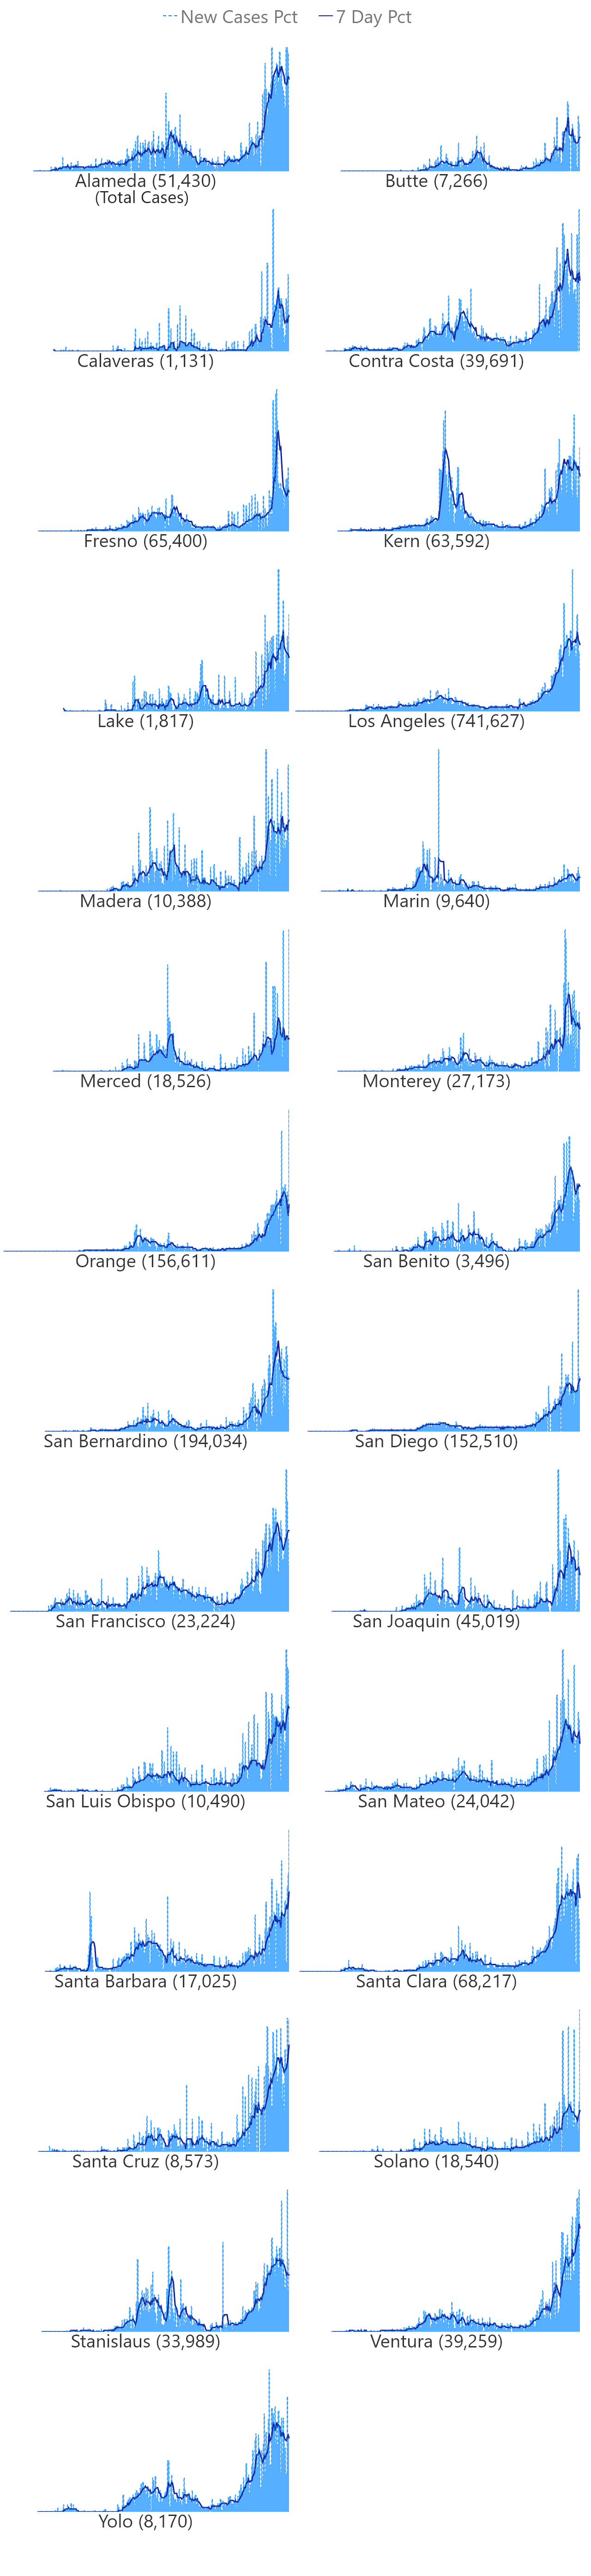 New Cases Pct 7 Day Pct
Alameda (51,430) Butte (7,266)
(Total Cases)
Calaveras (1,131) Contra Costa (39,691)
Fresno (65,400) Kern (63,592)
Lake (1,817) Los Angeles (741,627)
Madera (10,388) Marin (9,640)
Merced (18,526) Monterey (27,173)
Orange (156,611) San Benito (3,496)
San Bernardino (194,034) San Diego (152,510)
San Francisco (23,224) San Joaquin (45,019)
San Luis Obispo (10,490) San Mateo (24,042)
Santa Barbara (17,025) Santa Clara (68,217)
Santa Cruz (8,573) Solano (18,540)
Stanislaus (33,989) Ventura (39,259)
Yolo (8,170)